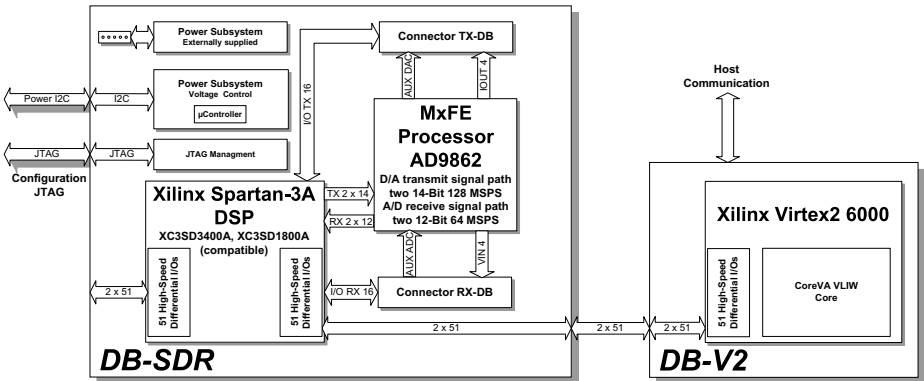 Power Subsystem
Externally supplied
Power Subsystem
Voltage Control
µController
Power I2C
I2C
JTAG
JTAG
JTAG Managment
Configuration
JTAG
I/O TX 16
Connector TX-DB
AUX DAC
IOUT 4
MxFE
Processor
AD9862
D/A transmit signal path
two 14-Bit 128 MSPS
A/D receive signal path
two 12-Bit 64 MSPS
TX 2 x 14
RX 2 x 12
Xilinx Spartan-3A
DSP
XC3SD3400A, XC3SD1800A
(compatible)
51 High-Speed
Differential I/Os
51 High-Speed
Differential I/Os
2 x 51
AUX ADC
VIN 4
I/O RX 16
Connector RX-DB
2 x 51
2 x 51
2 x 51
DB-SDR
Host
Communication
Xilinx Virtex2 6000
51 High-Speed
Differential I/Os
CoreVA VLIW
Core
DB-V2